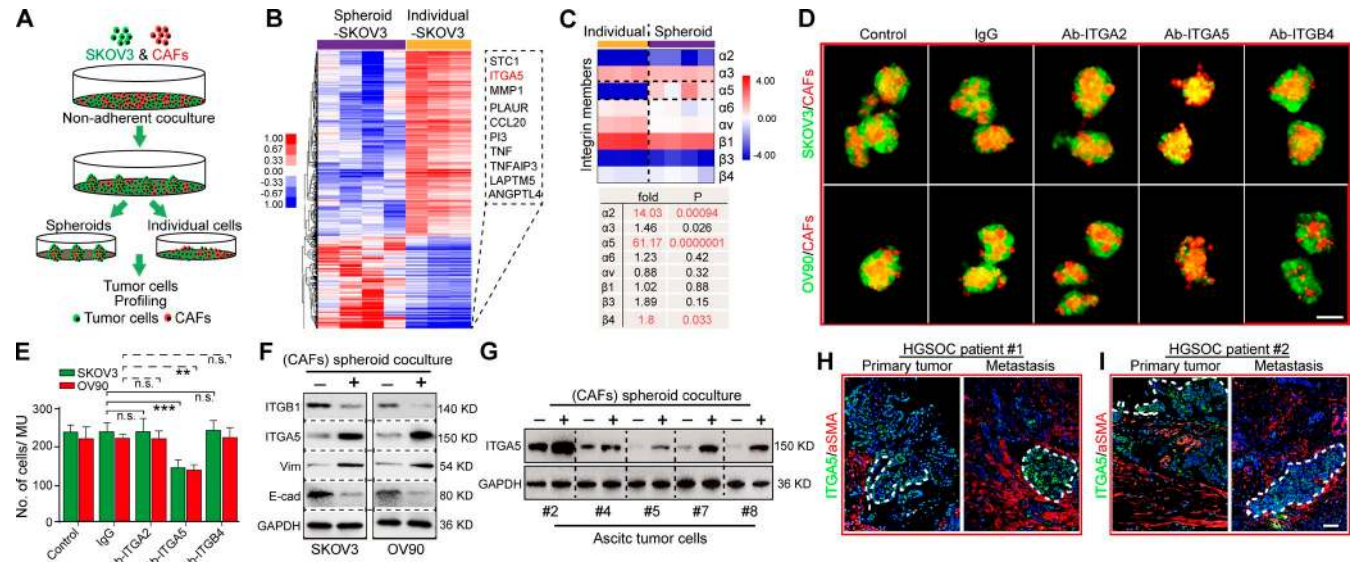 A
SKOV3 & CAFs
Non-adherent coculture
Spheroids
Individual cells
Tumor cells
Profiling
Tumor cells
CAFs
B
Spheroid
-SKOV3
Individual
-SKOV3
1.00
0.67
0.33
0.00
-0.33
-0.67
1.00
STC1
ITGA5
MMP1
PLAUR
CCL20
PI3
TNF
TNFAIP3
LAPTM5
ANGPTL4
C
Individual
Spheroid
Integrin members
α2
α3
α5
α6
αv
β1
β3
β4
4.00
0.00
-4.00
fold P
α2 14.03 0.00094
α3 1.46 0.026
α5 61.17 0.0000001
α6 1.23 0.42
αv 0.88 0.32
β1 1.02 0.88
β3 1.89 0.15
β4 1.8 0.033
D
Control IgG Ab-ITGA2 Ab-ITGA5 Ab-ITGB4
SKOV3/CAFs
OV90/CAFs
E
SKOV3
OV90
n.s.
**
n.s.
n.s.
***
n.s.
No. of cells/ MU
300
200
100
0
Control
IgG
b-ITGA2
b-ITGA5
b-ITGB4
F
(CAFs) spheroid coculture
– + – +
ITGB1 140 KD
ITGA5 150 KD
Vim 54 KD
E-cad 80 KD
GAPDH 36 KD
SKOV3 OV90
G
(CAFs) spheroid coculture
– + – + – + – + – +
ITGA5 150 KD
GAPDH 36 KD
#2 #4 #5 #7 #8
Ascitc tumor cells
H
HGSOC patient #1
Primary tumor Metastasis
ITGA5/aSMA
I
HGSOC patient #2
Primary tumor Metastasis
ITGA5/aSMA